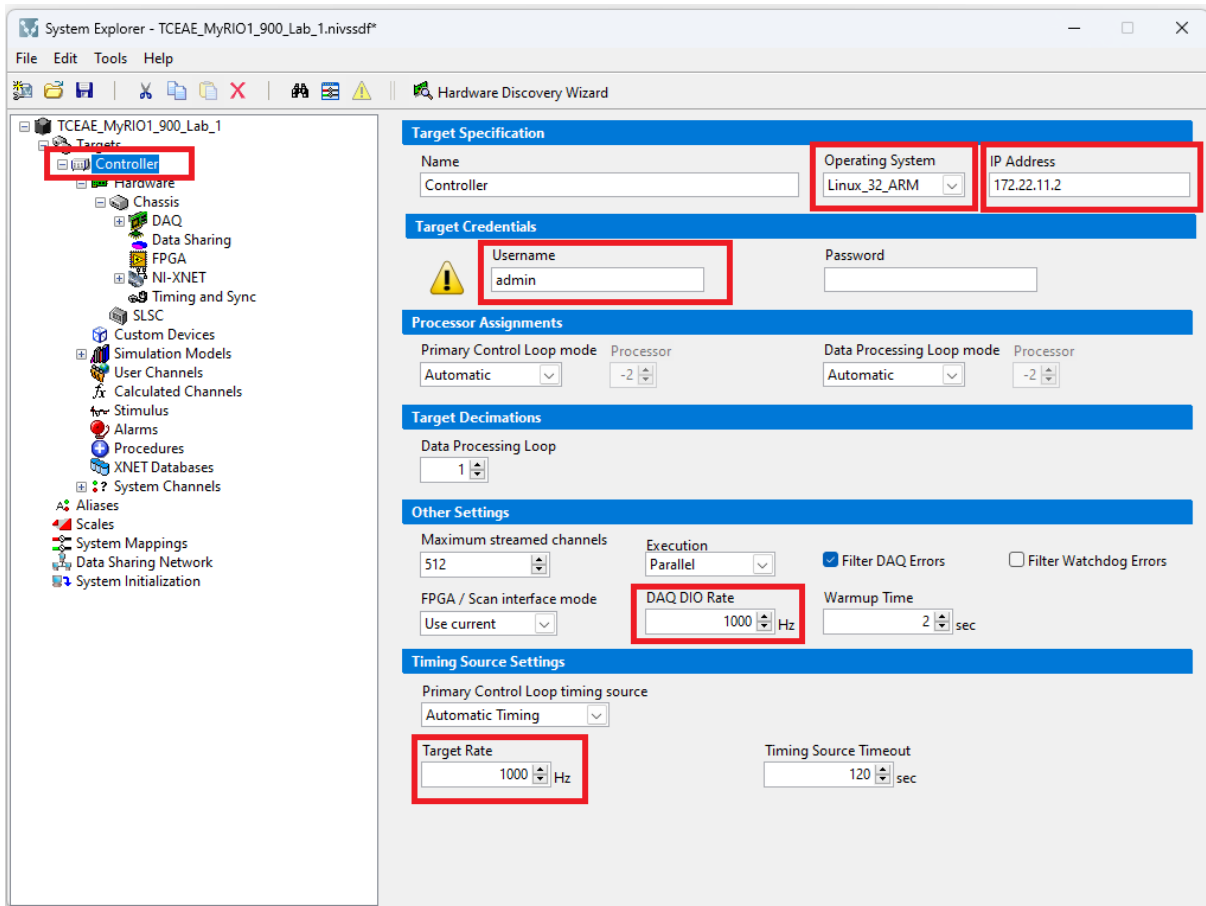 System Explorer - TCEAE_MyRIO1_900_Lab_1.nivssdf*
File Edit Tools Help
Hardware Discovery Wizard
TCEAE_MyRIO1_900_Lab_1
Targets
Controller
Hardware
Chassis
DAQ
Data Sharing
FPGA
NI-XNET
Timing and Sync
SLSC
Custom Devices
Simulation Models
User Channels
fx Calculated Channels
Stimulus
Alarms
Procedures
XNET Databases
System Channels
Aliases
Scales
System Mappings
Data Sharing Network
System Initialization
Target Specification
Name Operating System IP Address
Controller Linux_32_ARM 172.22.11.2
Target Credentials
Username Password
admin
Processor Assignments
Primary Control Loop mode Processor Data Processing Loop mode Processor
Automatic -2 Automatic -2
Target Decimations
Data Processing Loop
1
Other Settings
Maximum streamed channels Execution
512 Parallel Filter DAQ Errors Filter Watchdog Errors
FPGA / Scan interface mode DAQ DIO Rate Warmup Time
Use current 1000 Hz 2 sec
Timing Source Settings
Primary Control Loop timing source
Automatic Timing
Target Rate Timing Source Timeout
1000 Hz 120 sec